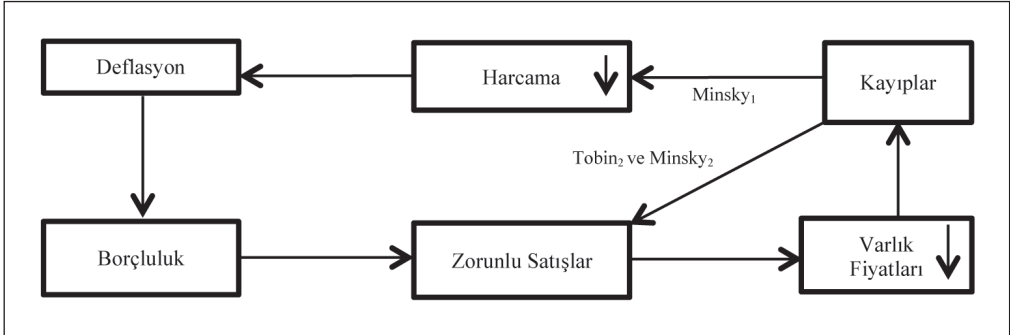 Deflasyon
Harcama
Kayıplar
Minsky₁
Tobin₂ ve Minsky₂
Borçluluk
Zorunlu Satışlar
Varlık
Fiyatları